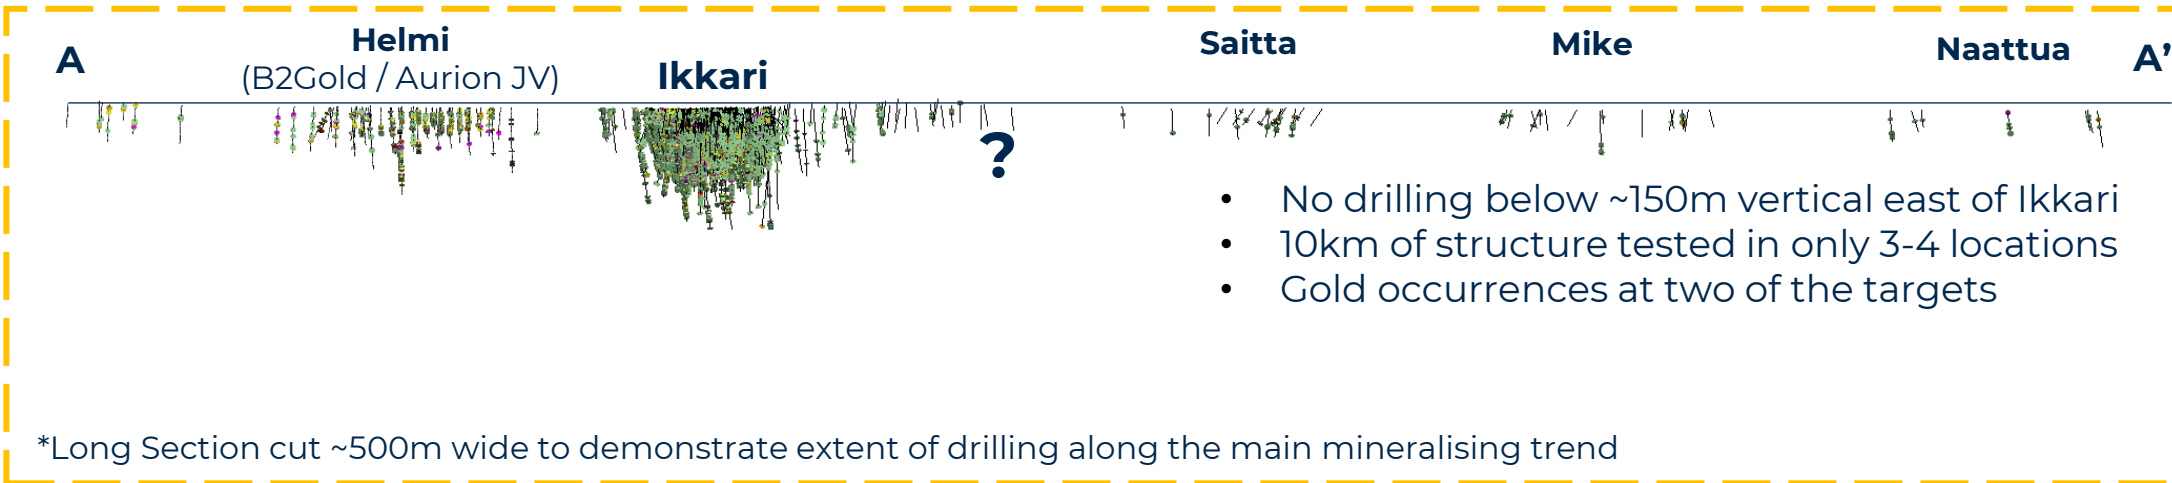 A
Helmi
(B2Gold / Aurion JV)
Ikkari
Saitta
Mike
Naattua
A’
?
• No drilling below ~150m vertical east of Ikkari
• 10km of structure tested in only 3-4 locations
• Gold occurrences at two of the targets
*Long Section cut ~500m wide to demonstrate extent of drilling along the main mineralising trend